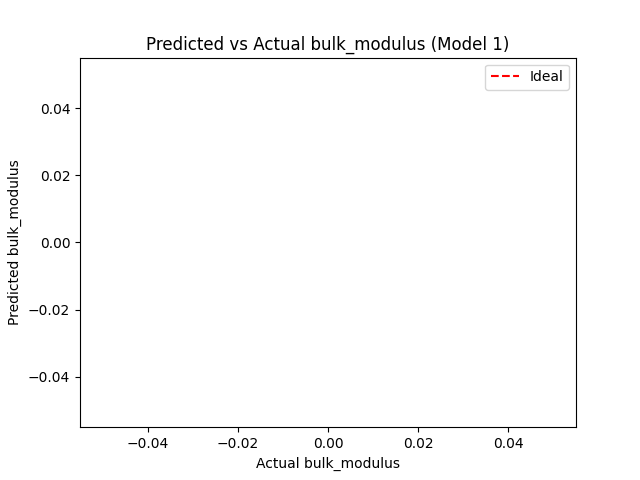 Predicted vs Actual bulk_modulus (Model 1)
Ideal
Predicted bulk_modulus
0.04
0.02
0.00
−0.02
−0.04
−0.04 −0.02 0.00 0.02 0.04
Actual bulk_modulus